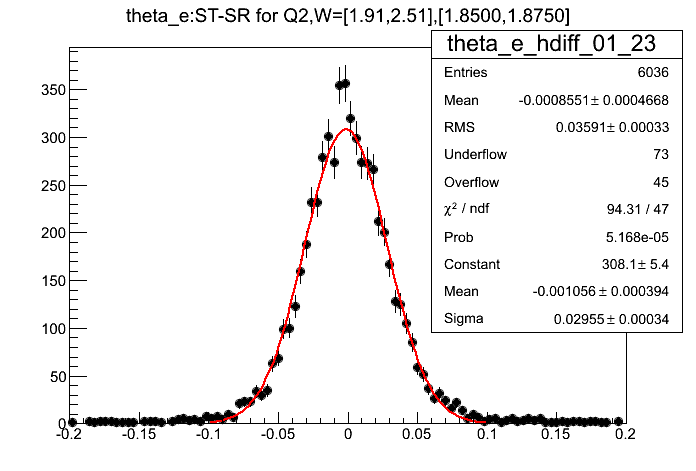 theta_e:ST-SR for Q2,W=[1.91,2.51],[1.8500,1.8750]
theta_e_hdiff_01_23
Entries 6036
Mean -0.0008551± 0.0004668
RMS 0.03591± 0.00033
Underflow 73
Overflow 45
χ² / ndf 94.31 / 47
Prob 5.168e-05
Constant 308.1± 5.4
Mean -0.001056± 0.000394
Sigma 0.02955± 0.00034
350
300
250
200
150
100
50
0
-0.2 -0.15 -0.1 -0.05 0 0.05 0.1 0.15 0.2